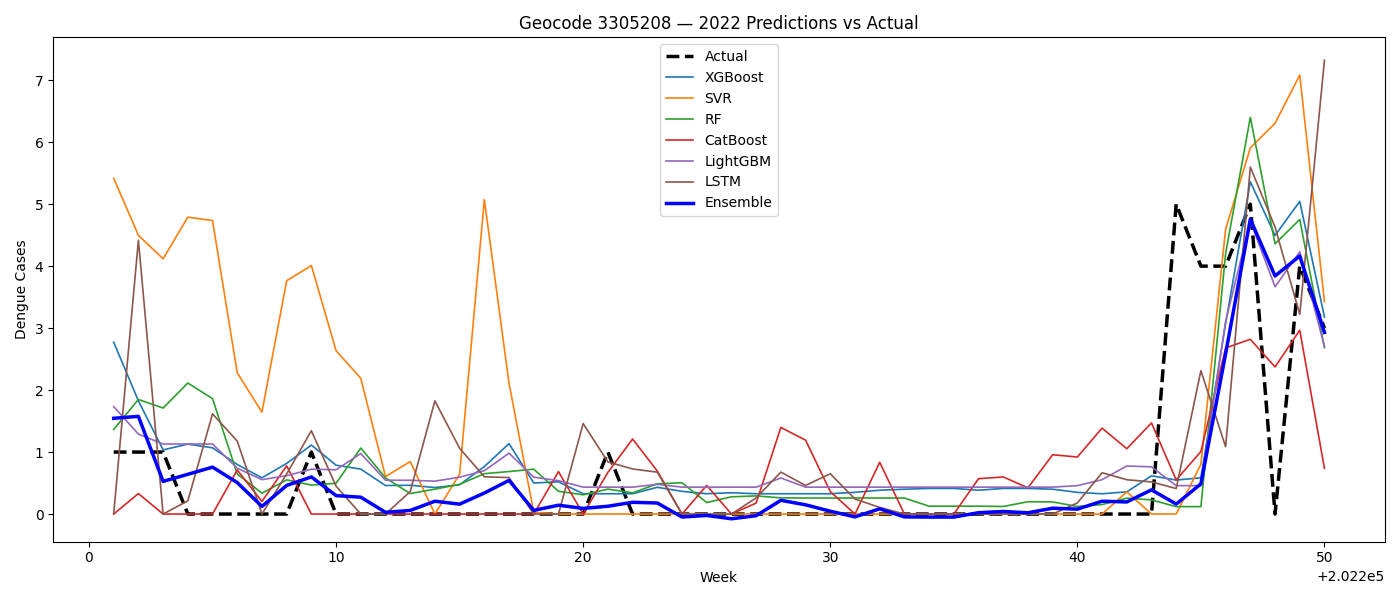 Geocode 3305208 — 2022 Predictions vs Actual
Actual
XGBoost
SVR
RF
CatBoost
LightGBM
LSTM
Ensemble
Dengue Cases
7
6
5
4
3
2
1
0
0 10 20 30 40 50
Week
+2.022e5